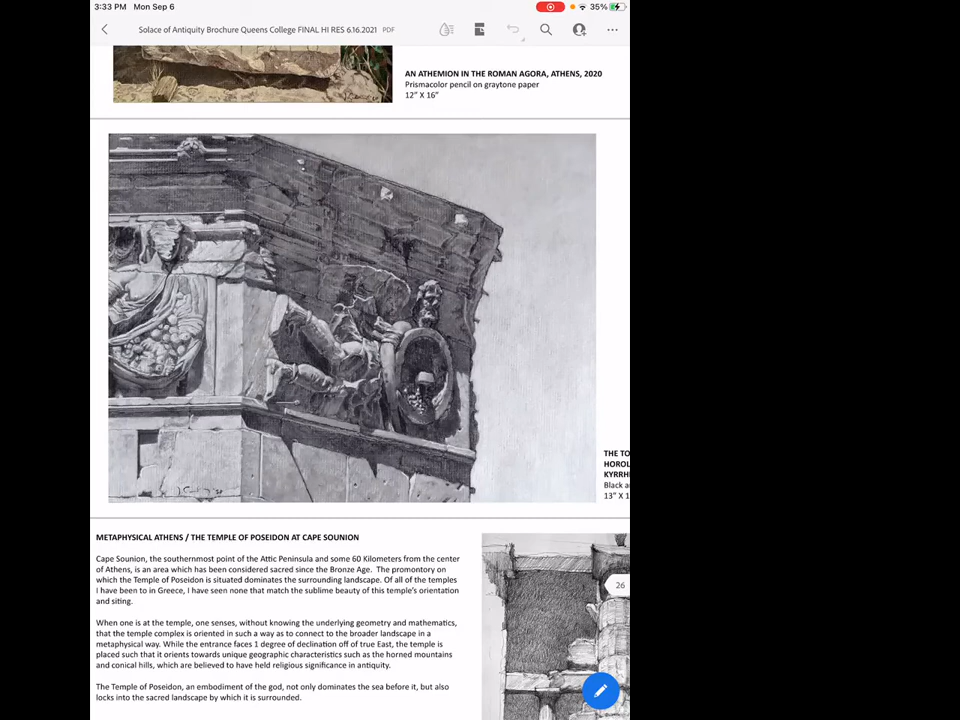 3:33 PM Mon Sep 6
35%
Solace of Antiquity Brochure Queens College FINAL HI RES 6.16.2021 PDF
AN ATHEMION IN THE ROMAN AGORA, ATHENS, 2020
Prismacolor pencil on graytone paper
12" X 16"
THE TO
HOROL
KYRRH
Black a
13" X 1
METAPHYSICAL ATHENS / THE TEMPLE OF POSEIDON AT CAPE SOUNION
Cape Sounion, the southernmost point of the Attic Peninsula and some 60 Kilometers from the center
of Athens, is an area which has been considered sacred since the Bronze Age. The promontory on
which the Temple of Poseidon is situated dominates the surrounding landscape. Of all of the temples
I have been to in Greece, I have seen none that match the sublime beauty of this temple's orientation
and siting.
When one is at the temple, one senses, without knowing the underlying geometry and mathematics,
that the temple complex is oriented in such a way as to connect to the broader landscape in a
metaphysical way. While the entrance faces 1 degree of declination off of true East, the temple is
placed such that it orients towards unique geographic characteristics such as the horned mountains
and conical hills, which are believed to have held religious significance in antiquity.
The Temple of Poseidon, an embodiment of the god, not only dominates the sea before it, but also
locks into the sacred landscape by which it is surrounded.
26